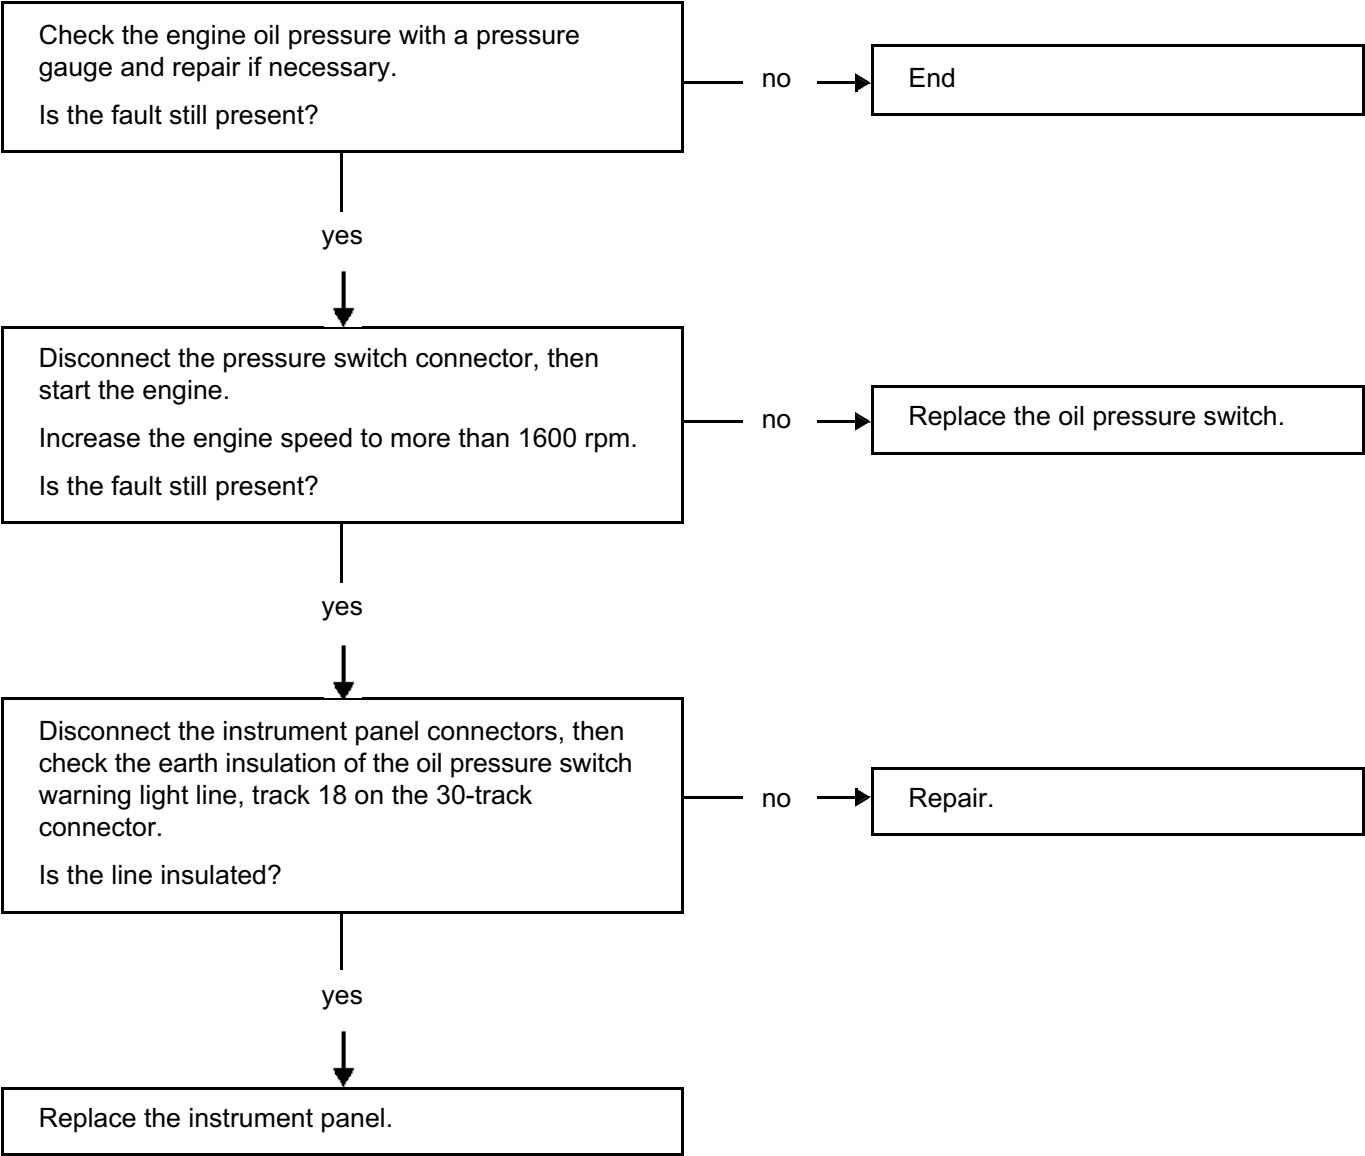 Check the engine oil pressure with a pressure
gauge and repair if necessary.
Is the fault still present?
no
End
yes
Disconnect the pressure switch connector, then
start the engine.
Increase the engine speed to more than 1600 rpm.
Is the fault still present?
no
Replace the oil pressure switch.
yes
Disconnect the instrument panel connectors, then
check the earth insulation of the oil pressure switch
warning light line, track 18 on the 30-track
connector.
Is the line insulated?
no
Repair.
yes
Replace the instrument panel.